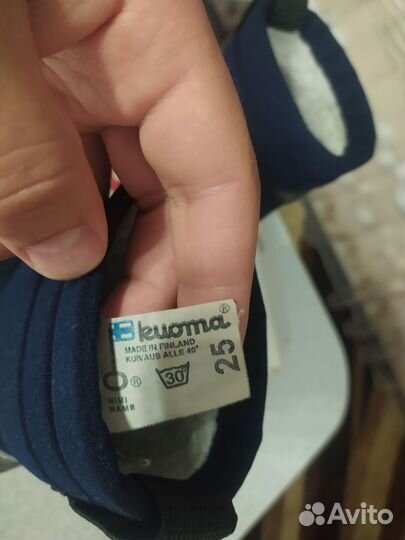 kuoma®
MADE IN FINLAND
KUIVAUS ALLE 40°
®
30°
25
NIMI
NAME
Avito